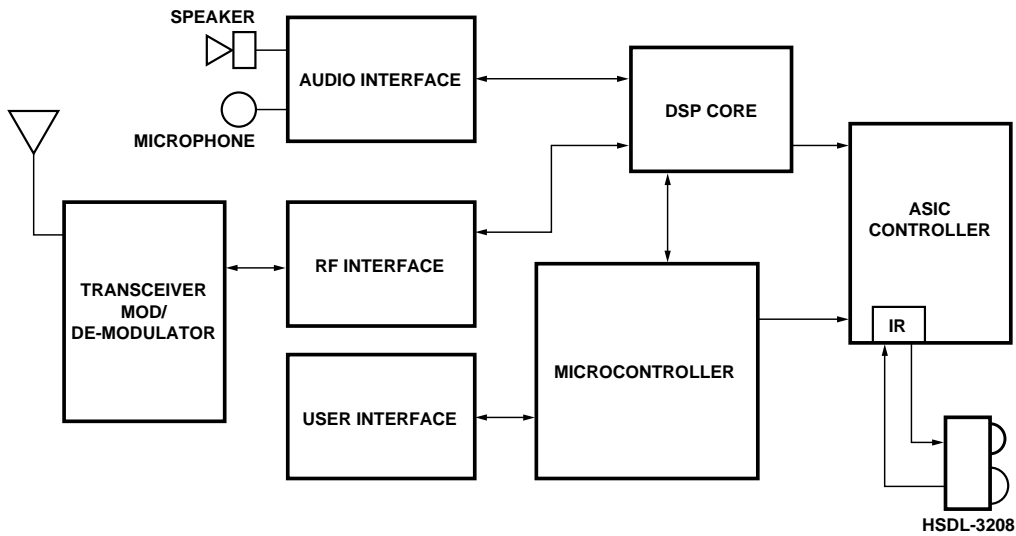 SPEAKER
AUDIO INTERFACE
MICROPHONE
DSP CORE
ASIC
CONTROLLER
RF INTERFACE
TRANSCEIVER
MOD/
DE-MODULATOR
IR
MICROCONTROLLER
USER INTERFACE
HSDL-3208